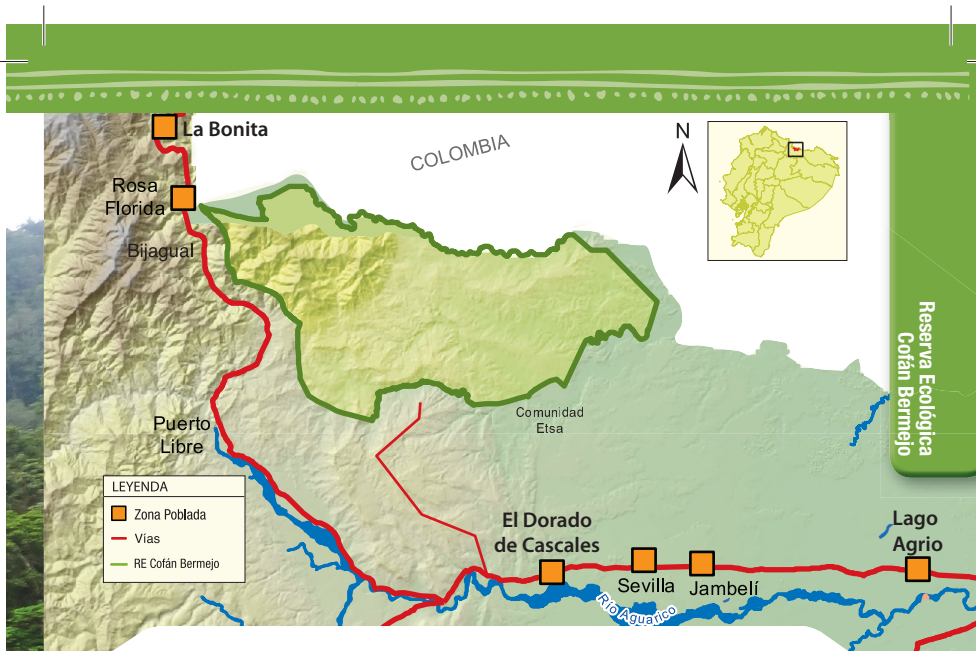 La Bonita
COLOMBIA
N
Rosa
Florida
Bijagual
Reserva Ecológica
Cofán Bermejo
Puerto
Libre
Comunidad
Etsa
LEYENDA
Zona Poblada
Vías
RE Cofán Bermejo
El Dorado
de Cascales
Sevilla
Jambelí
Lago
Agrio
Río Aguarico